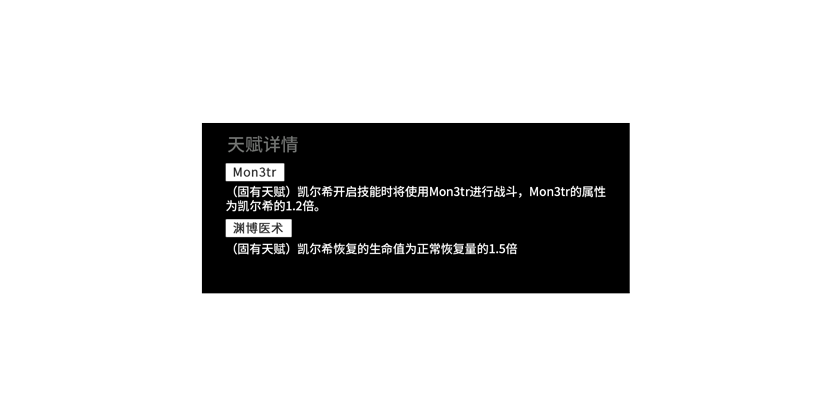 天赋详情
Mon3tr
（固有天赋）凯尔希开启技能时将使用Mon3tr进行战斗，Mon3tr的属性
为凯尔希的1.2倍。
渊博医术
（固有天赋）凯尔希恢复的生命值为正常恢复量的1.5倍